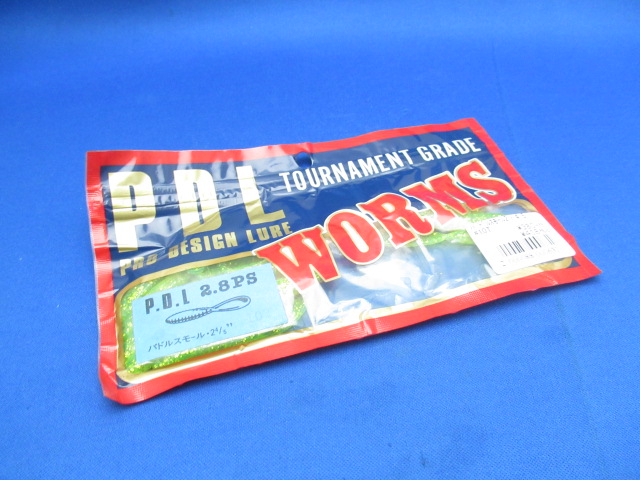 P.D.L
TOURNAMENT GRADE
PRO DESIGN LURE
WORMS
P.D.L 2.8PS
パドルスモール・2⁴/₅"